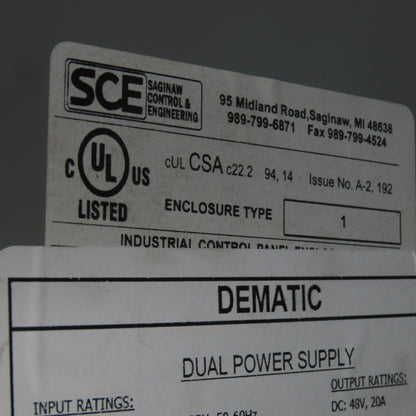 SCE SAGINAW CONTROL & ENGINEERING
95 Midland Road, Saginaw, MI 48638
989-799-6871 Fax 989-799-4524
C UL US LISTED
cUL CSA c22.2 94, 14 Issue No. A-2, 192
ENCLOSURE TYPE 1
INDUSTRIAL CONTROL PANEL
DEMATIC
DUAL POWER SUPPLY
INPUT RATINGS:
50-60Hz
OUTPUT RATINGS:
DC: 48V, 20A